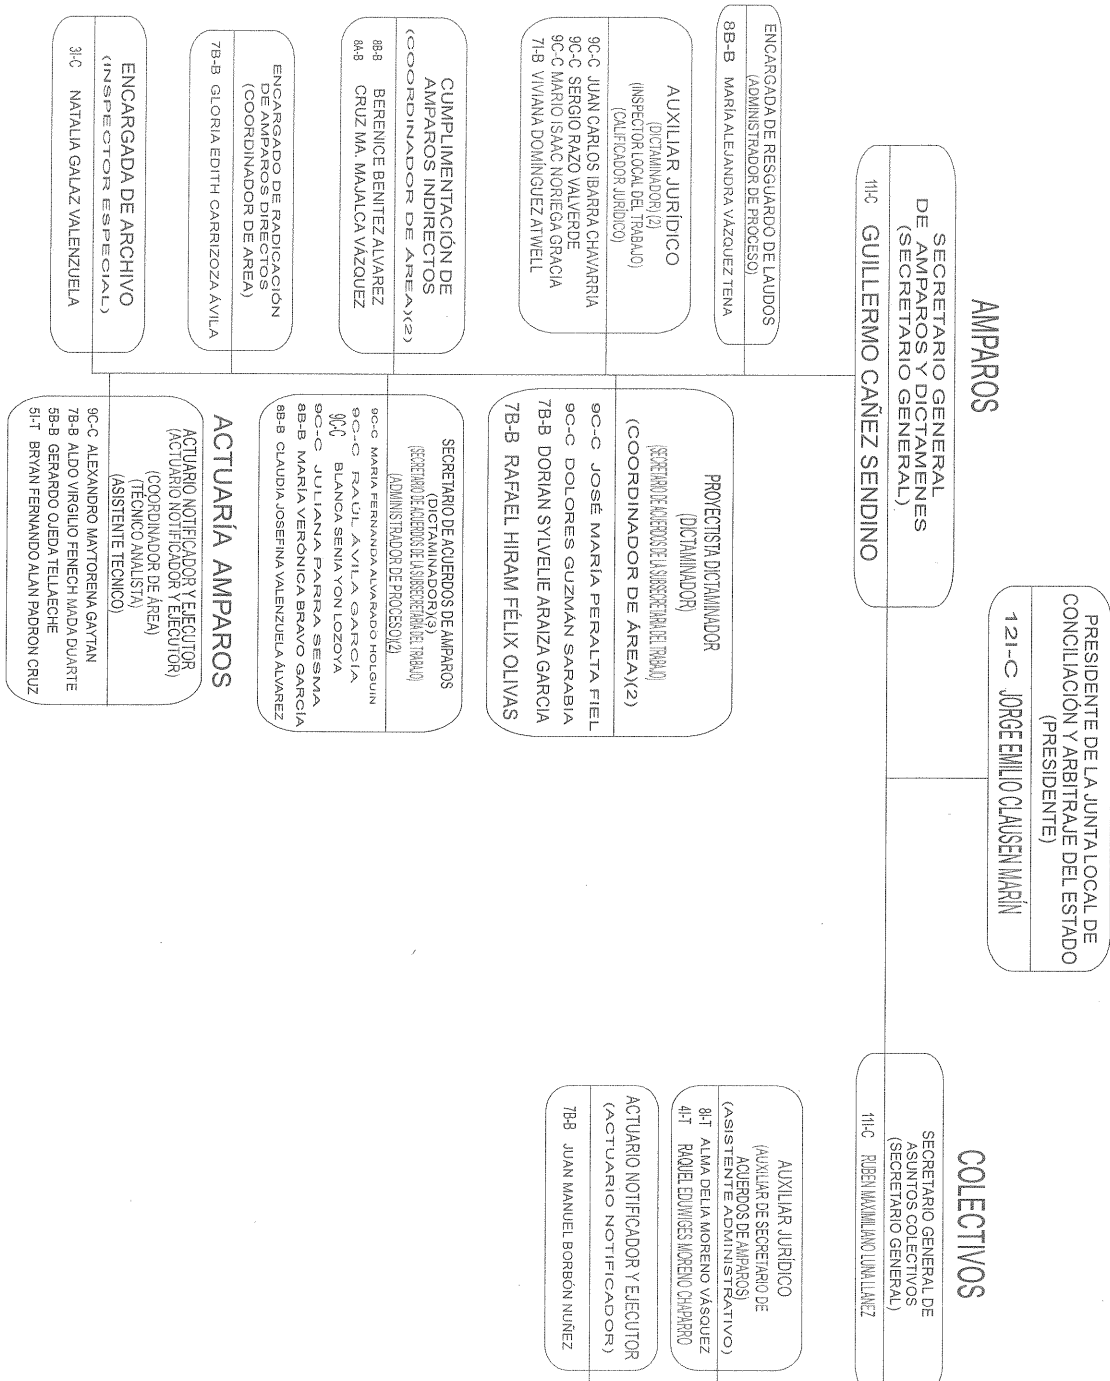 PRESIDENTE DE LA JUNTA LOCAL DE
CONCILIACIÓN Y ARBITRAJE DEL ESTADO
(PRESIDENTE)
12I-C JORGE EMILIO CLAUSEN MARÍN
AMPAROS
SECRETARIO GENERAL
DE AMPAROS Y DICTAMENES
(SECRETARIO GENERAL)
11I-C GUILLERMO CAÑEZ SENDINO
ENCARGADA DE RESGUARDO DE LAUDOS
(ADMINISTRADOR DE PROCESO)
8B-B MARÍA ALEJANDRA VÁZQUEZ TENA
AUXILIAR JURÍDICO
(DICTAMINADOR) (2)
(INSPECTOR LOCAL DEL TRABAJO)
(CALIFICADOR JURÍDICO)
9C-C JUAN CARLOS IBARRA CHAVARRIA
9C-C SERGIO RAZO VALVERDE
9C-C MARIO ISAAC NORIEGA GRACIA
7I-B VIVIANA DOMÍNGUEZ ATWELL
CUMPLIMENTACIÓN DE
AMPAROS INDIRECTOS
(COORDINADOR DE ÁREA)(2)
8B-B BERENICE BENITEZ ALVAREZ
8A-B CRUZ MA. MAJALCA VÁZQUEZ
ENCARGADO DE RADICACIÓN
DE AMPAROS DIRECTOS
(COORDINADOR DE AREA)
7B-B GLORIA EDITH CARRIZOZA ÁVILA
ENCARGADA DE ARCHIVO
(INSPECTOR ESPECIAL)
3I-C NATALIA GALAZ VALENZUELA
PROYECTISTA DICTAMINADOR
(DICTAMINADOR)
(SECRETARIO DE ACUERDOS DE LA SUBSECRETARIA DEL TRABAJO)
(COORDINADOR DE ÁREA)(2)
9C-C JOSÉ MARÍA PERALTA FIEL
9C-C DOLORES GUZMÁN SARABIA
7B-B DORIAN SYLVELIE ARAIZA GARCIA
7B-B RAFAEL HIRAM FÉLIX OLIVAS
SECRETARIO DE ACUERDOS DE AMPAROS
(DICTAMINADOR)(3)
(SECRETARIO DE ACUERDOS DE LA SUBSECRETARIA DEL TRABAJO)
(ADMINISTRADOR DE PROCESO)(2)
9C-C MARIA FERNANDA ALVARADO HOLGUIN
9C-C RAÚL ÁVILA GARCÍA
9C-C BLANCA SENIA YON LOZOYA
9C-C JULIANA PARRA SESMA
8B-B MARÍA VERÓNICA BRAVO GARCÍA
8B-B CLAUDIA JOSEFINA VALENZUELA ÁLVAREZ
ACTUARÍA AMPAROS
ACTUARIO NOTIFICADOR Y EJECUTOR
(ACTUARIO NOTIFICADOR Y EJECUTOR)
(COORDINADOR DE ÁREA)
(TÉCNICO ANALISTA)
(ASISTENTE TECNICO)
9C-C ALEXANDRO MAYTORENA GAYTAN
7B-B ALDO VIRGILIO FENECH MADA DUARTE
5B-B GERARDO OJEDA TELLAECHE
5I-T BRYAN FERNANDO ALAN PADRON CRUZ
COLECTIVOS
SECRETARIO GENERAL DE
ASUNTOS COLECTIVOS
(SECRETARIO GENERAL)
11I-C RUBEN MAXIMILIANO LUNA LLANEZ
AUXILIAR JURÍDICO
(AUXILIAR DE SECRETARIO DE
ACUERDOS DE AMPAROS)
(ASISTENTE ADMINISTRATIVO)
8I-T ALMA DELIA MORENO VÁSQUEZ
4I-T RAQUEL EDUWIGES MORENO CHAPARRO
ACTUARIO NOTIFICADOR Y EJECUTOR
(ACTUARIO NOTIFICADOR)
7B-B JUAN MANUEL BORBÓN NUÑEZ